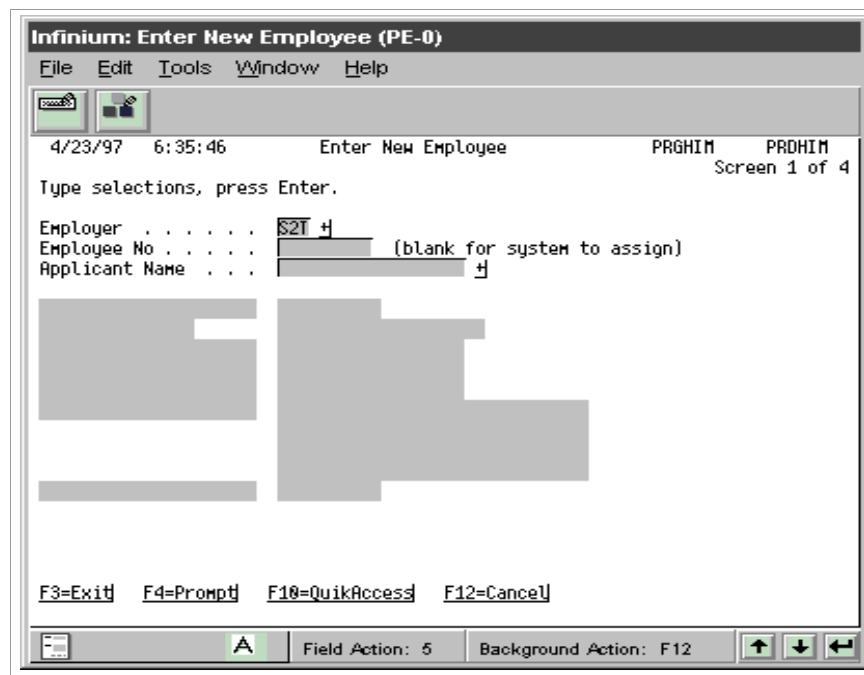 Infinium: Enter New Employee (PE-0)
File Edit Tools Window Help
4/23/97 6:35:46 Enter New Employee PRGHIM PRDHIM
Screen 1 of 4
Type selections, press Enter.
Employer . . . . . . S2T +
Employee No . . . . . (blank for system to assign)
Applicant Name . . . +
F3=Exit F4=Prompt F10=QuikAccess F12=Cancel
A Field Action: 5 Background Action: F12